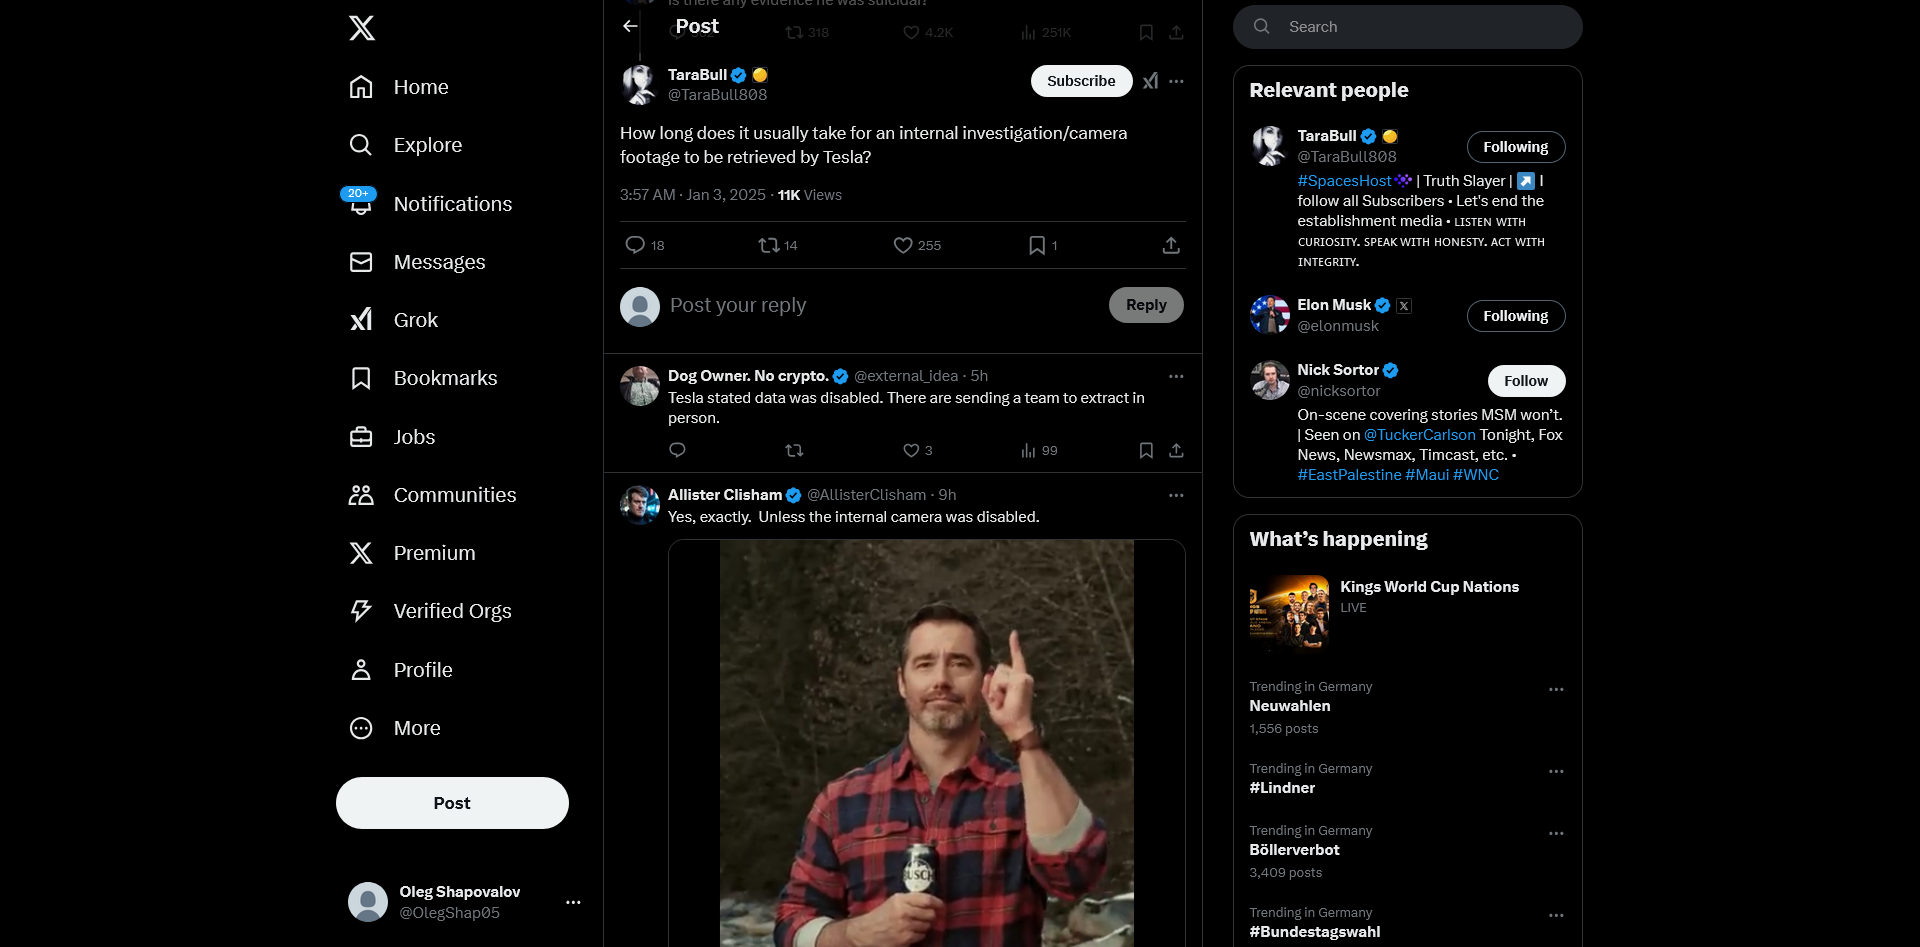 Is there any evidence he was suicidal?
Post
318
4.2K
251K
Home
Explore
20+
Notifications
Messages
Grok
Bookmarks
Jobs
Communities
Premium
Verified Orgs
Profile
More
Post
Oleg Shapovalov
@OlegShap05
TaraBull
@TaraBull808
Subscribe
How long does it usually take for an internal investigation/camera
footage to be retrieved by Tesla?
3:57 AM · Jan 3, 2025 · 11K Views
18
14
255
1
Post your reply
Reply
Dog Owner. No crypto. @external_idea · 5h
Tesla stated data was disabled. There are sending a team to extract in
person.
3
99
Allister Clisham @AllisterClisham · 9h
Yes, exactly.  Unless the internal camera was disabled.
BUSCH
Search
Relevant people
TaraBull
@TaraBull808
Following
#SpacesHost | Truth Slayer | I
follow all Subscribers • Let's end the
establishment media • ʟɪsᴛᴇɴ ᴡɪᴛʜ
ᴄᴜʀɪᴏsɪᴛʏ. sᴘᴇᴀᴋ ᴡɪᴛʜ ʜᴏɴᴇsᴛʏ. ᴀᴄᴛ ᴡɪᴛʜ
ɪɴᴛᴇɢʀɪᴛʏ.
Elon Musk
@elonmusk
Following
Nick Sortor
@nicksortor
Follow
On-scene covering stories MSM won’t.
| Seen on @TuckerCarlson Tonight, Fox
News, Newsmax, Timcast, etc. •
#EastPalestine #Maui #WNC
What’s happening
Kings World Cup Nations
LIVE
Trending in Germany
Neuwahlen
1,556 posts
Trending in Germany
#Lindner
Trending in Germany
Böllerverbot
3,409 posts
Trending in Germany
#Bundestagswahl